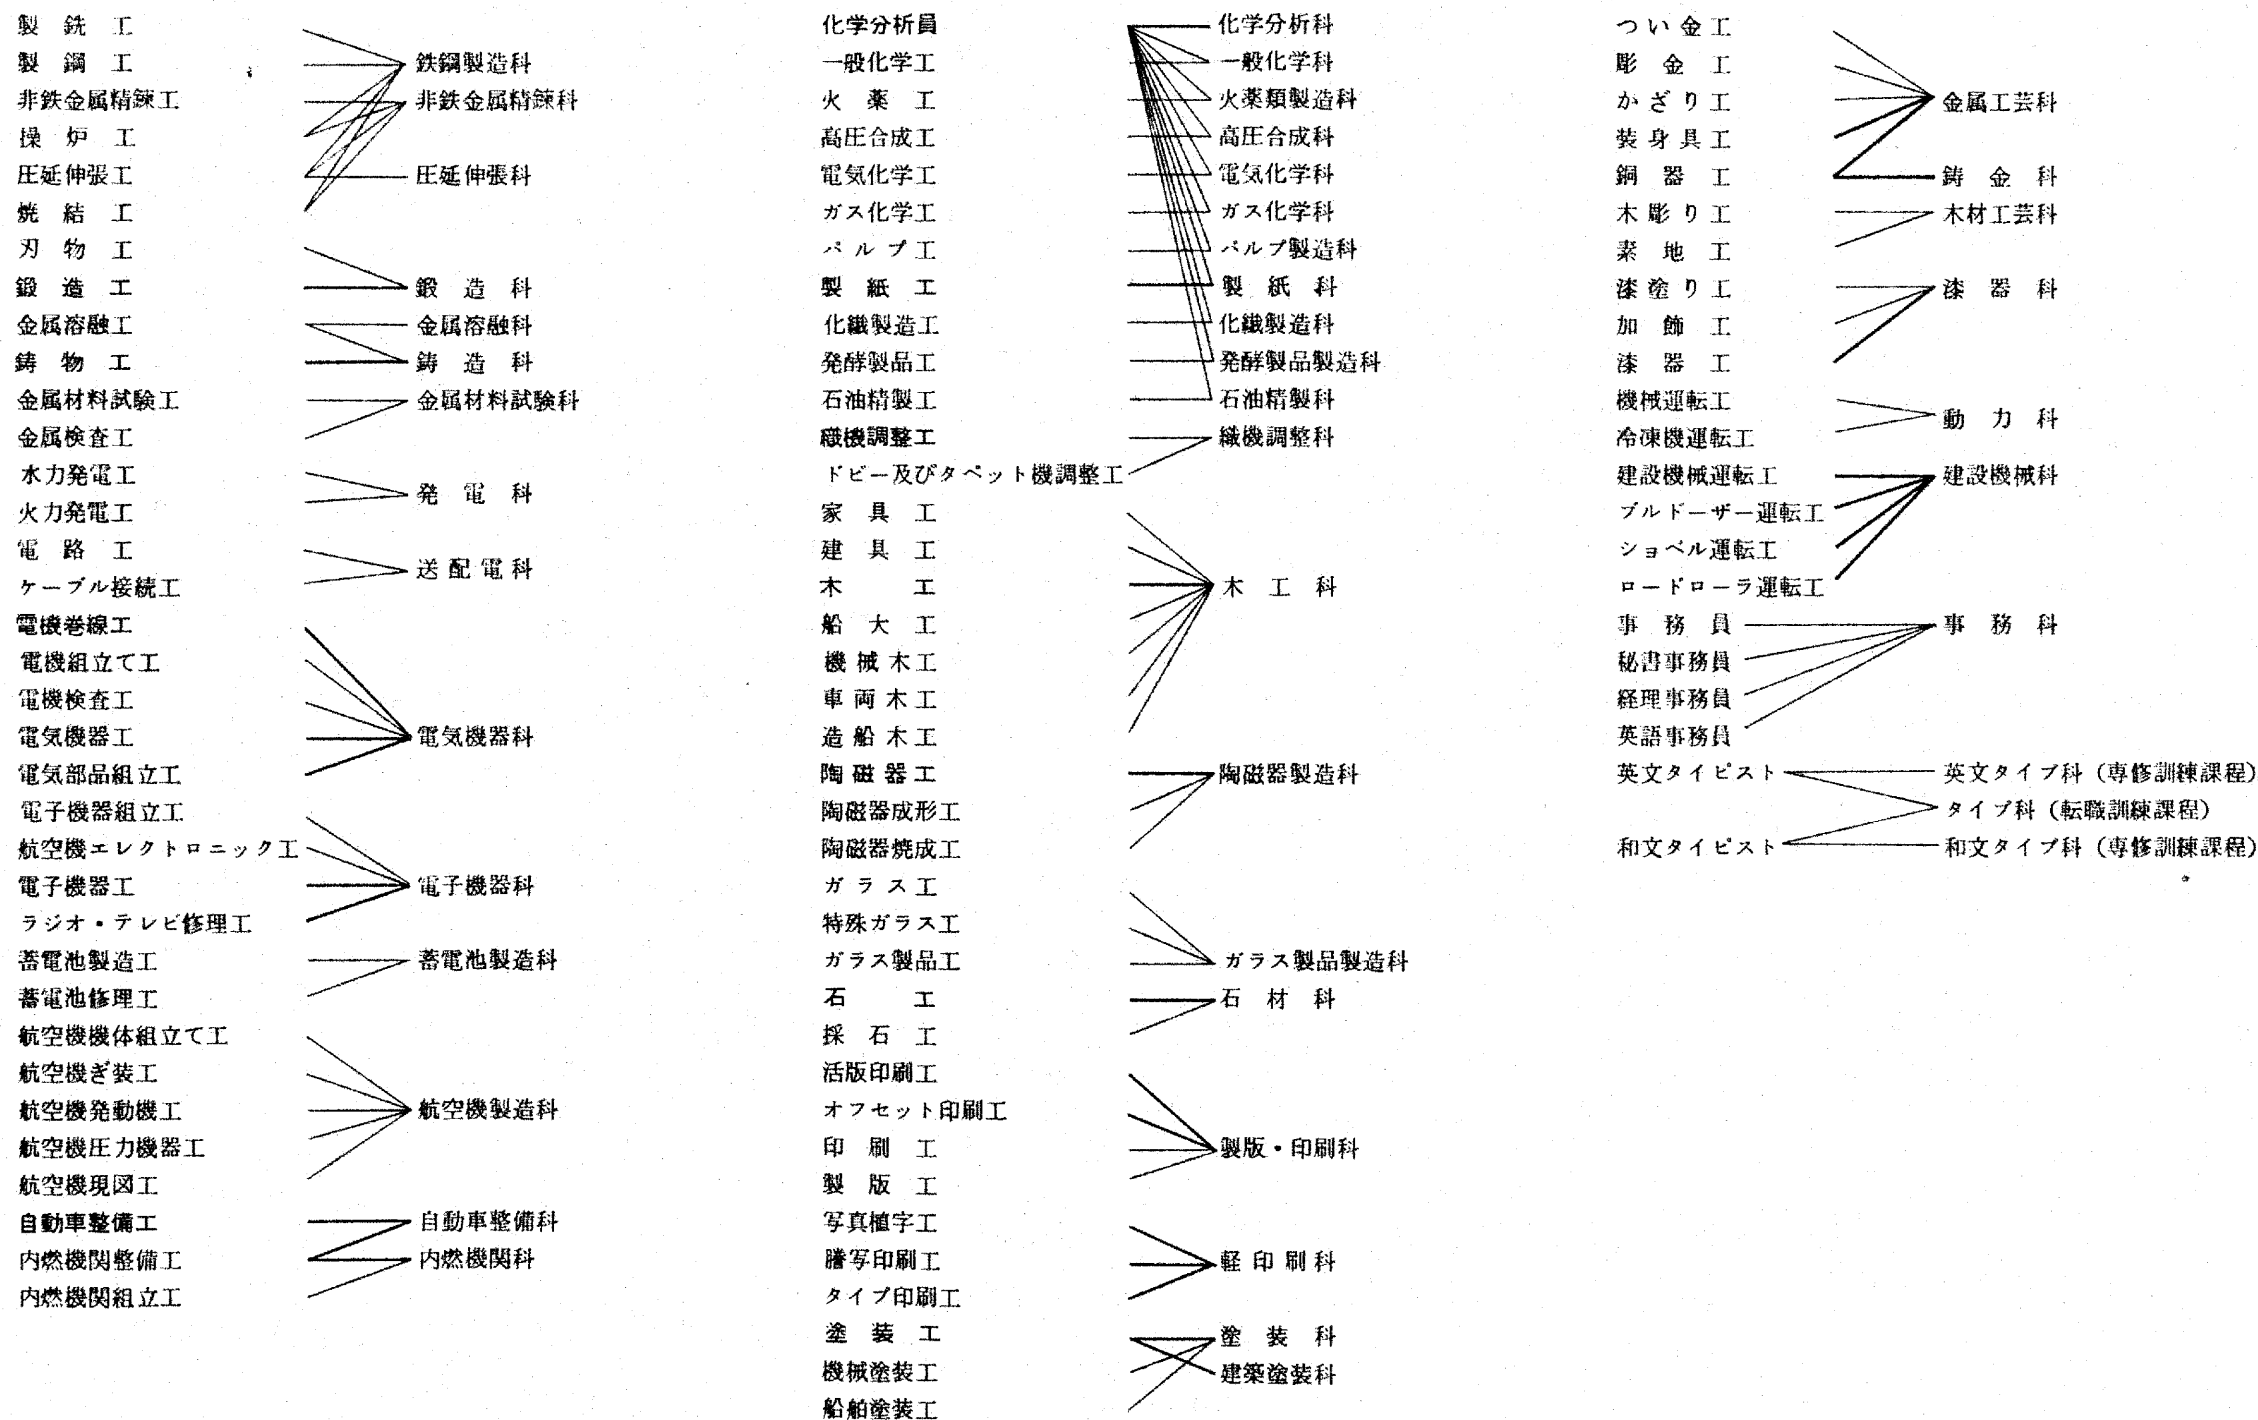 製銑工
製鋼工 鉄鋼製造科
非鉄金属精錬工 非鉄金属精錬科
操炉工
圧延伸張工 圧延伸張科
焼結工
刃物工
鍛造工 鍛造科
金属溶融工 金属溶融科
鋳物工 鋳造科
金属材料試験工 金属材料試験科
金属検査工
水力発電工
発電科
火力発電工
電路工
送配電科
ケーブル接続工
電機巻線工
電機組立て工
電機検査工
電気機器工 電気機器科
電気部品組立工
電子機器組立工
航空機エレクトロニック工
電子機器工 電子機器科
ラジオ・テレビ修理工
蓄電池製造工 蓄電池製造科
蓄電池修理工
航空機機体組立て工
航空機ぎ装工
航空機発動機工 航空機製造科
航空機圧力機器工
航空機現図工
自動車整備工 自動車整備科
内燃機関整備工 内燃機関科
内燃機関組立工
化学分析員 化学分析科
一般化学工 一般化学科
火薬工 火薬類製造科
高圧合成工 高圧合成科
電気化学工 電気化学科
ガス化学工 ガス化学科
パルプ工 パルプ製造科
製紙工 製紙科
化繊製造工 化繊製造科
発酵製品工 発酵製品製造科
石油精製工 石油精製科
織機調整工 織機調整科
ドビー及びタペット機調整工
家具工
建具工
木工 木工科
船大工
機械木工
車両木工
造船木工
陶磁器工 陶磁器製造科
陶磁器成形工
陶磁器焼成工
ガラス工
特殊ガラス工
ガラス製品工 ガラス製品製造科
石工 石材科
採石工
活版印刷工
オフセット印刷工
印刷工 製版・印刷科
製版工
写真植字工
謄写印刷工 軽印刷科
タイプ印刷工
塗装工 塗装科
機械塗装工 建築塗装科
船舶塗装工
つい金工
彫金工
かざり工 金属工芸科
装身具工
銅器工 鋳金科
木彫り工 木材工芸科
素地工
漆塗り工 漆器科
加飾工
漆器工
機械運転工
動力科
冷凍機運転工
建設機械運転工 建設機械科
ブルドーザー運転工
ショベル運転工
ロードローラ運転工
事務員 事務科
秘書事務員
経理事務員
英語事務員
英文タイピスト 英文タイプ科(専修訓練課程)
タイプ科(転職訓練課程)
和文タイピスト 和文タイプ科(専修訓練課程)